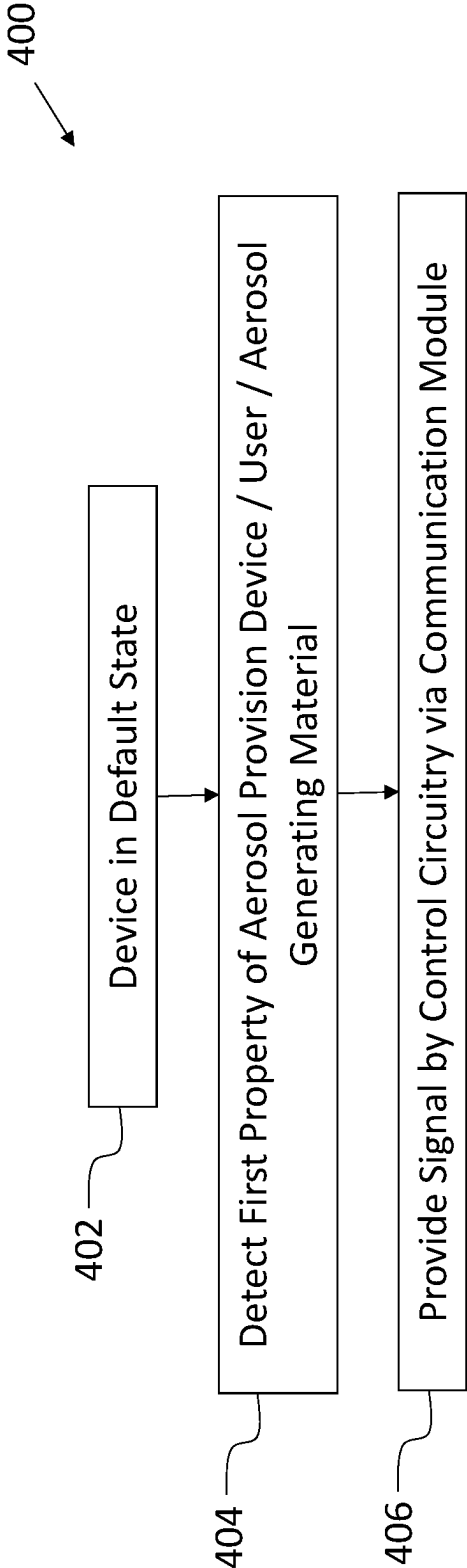 400
402
Device in Default State
404
Detect First Property of Aerosol Provision Device / User / Aerosol
Generating Material
406
Provide Signal by Control Circuitry via Communication Module